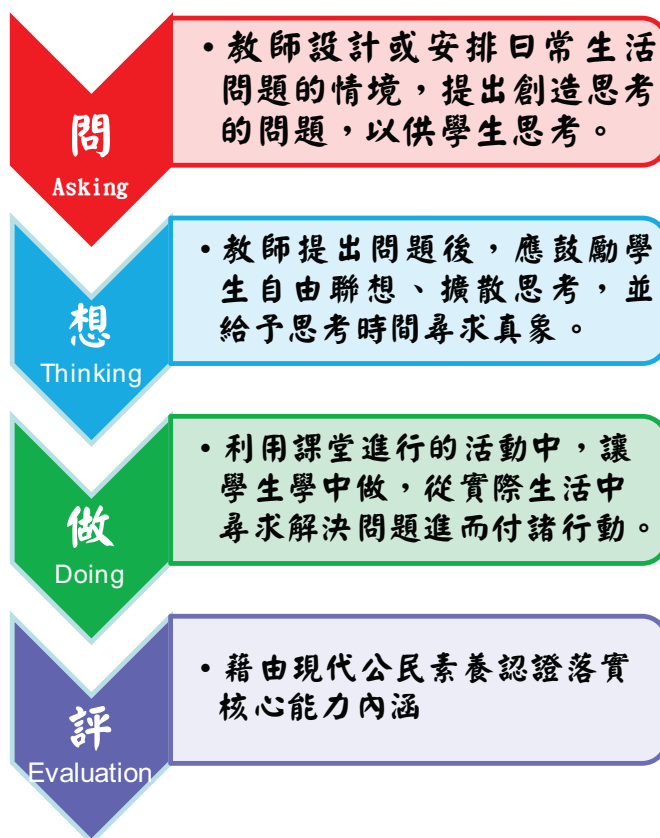 問
Asking
•教師設計或安排日常生活
問題的情境，提出創造思考
的問題，以供學生思考。
想
Thinking
•教師提出問題後，應鼓勵學
生自由聯想、擴散思考，並
給予思考時間尋求真象。
做
Doing
•利用課堂進行的活動中，讓
學生學中做，從實際生活中
尋求解決問題進而付諸行動。
評
Evaluation
•藉由現代公民素養認證落實
核心能力內涵